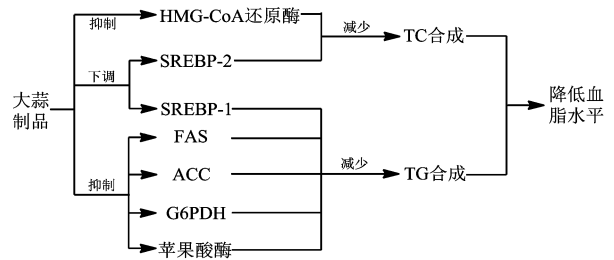 抑制
HMG-CoA还原酶
减少
TC合成
下调
SREBP-2
大蒜
制品
SREBP-1
降低血
脂水平
FAS
减少
ACC
TG合成
抑制
G6PDH
苹果酸酶